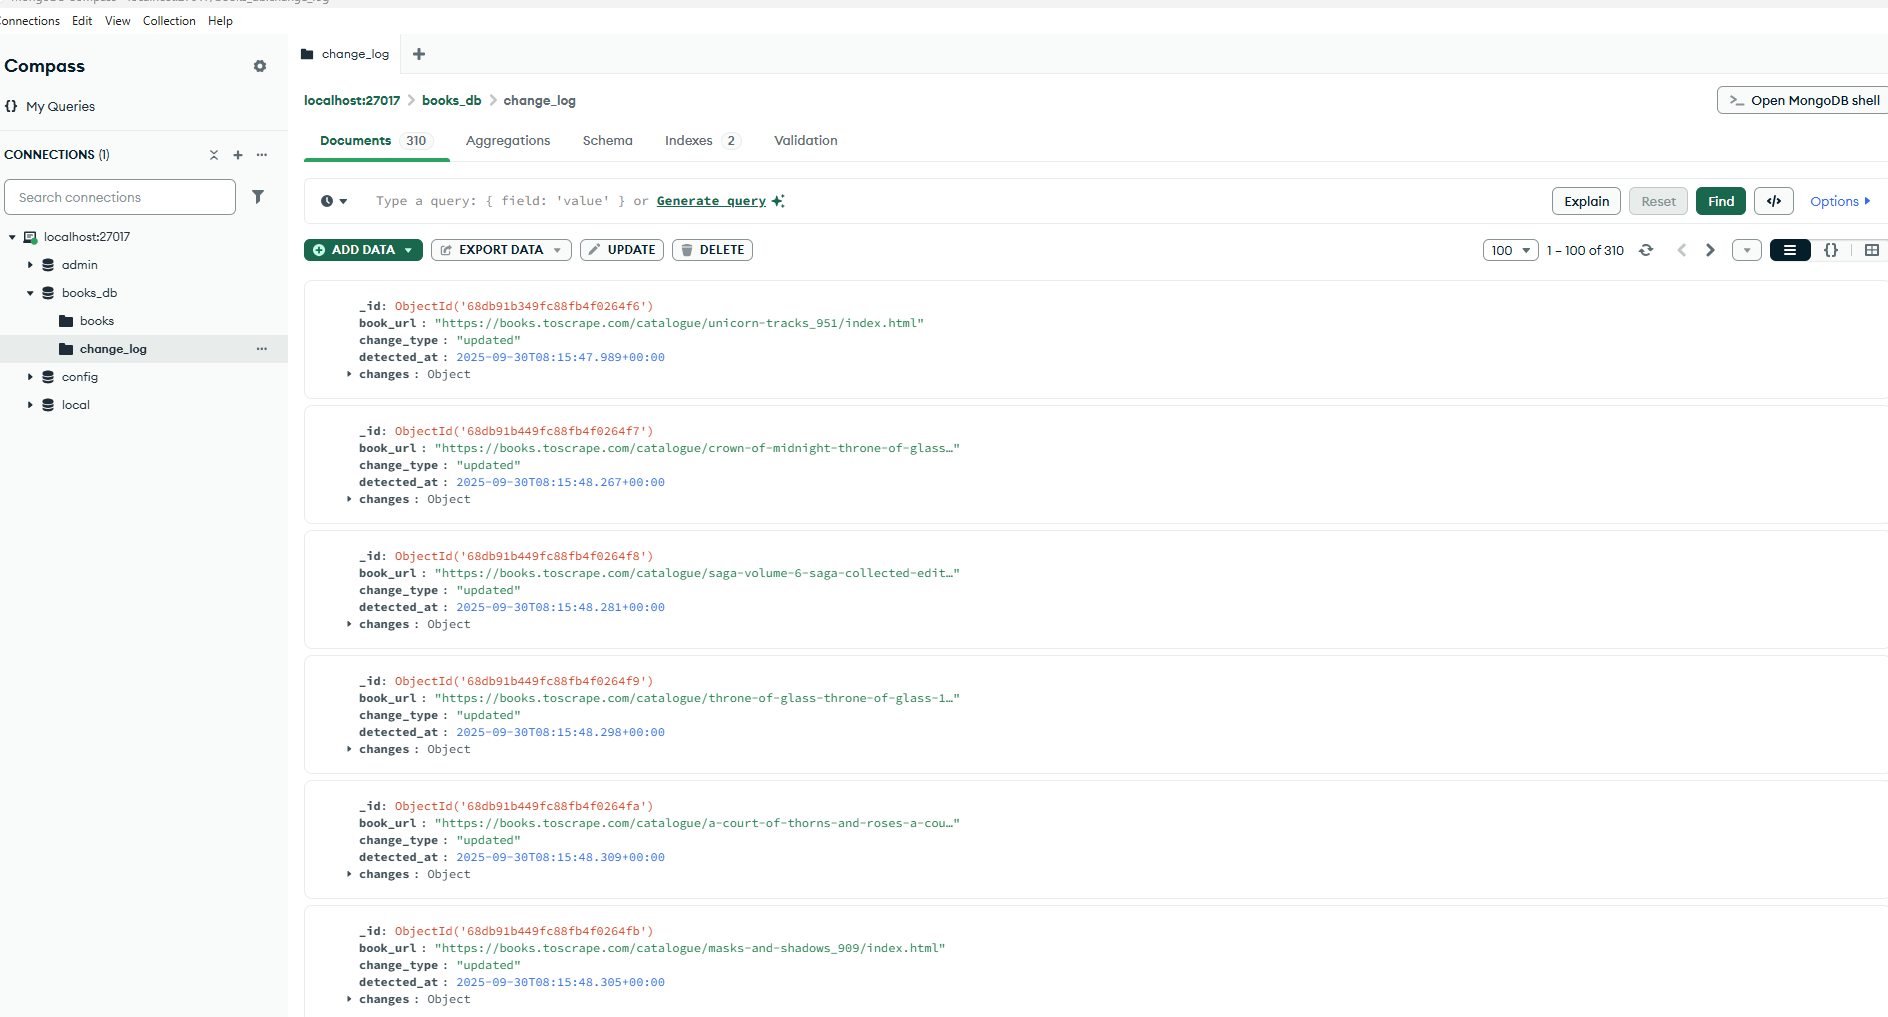 Connections Edit View Collection Help
Compass
{} My Queries
CONNECTIONS (1)
Search connections
localhost:27017
admin
books_db
books
change_log
config
local
change_log
localhost:27017 > books_db > change_log
>_ Open MongoDB shell
Documents 310 Aggregations Schema Indexes 2 Validation
Type a query: { field: 'value' } or Generate query
Explain Reset Find </> Options
ADD DATA EXPORT DATA UPDATE DELETE
100 1 – 100 of 310 {}
_id: ObjectId('68db91b349fc88fb4f0264f6')
book_url : "https://books.toscrape.com/catalogue/unicorn-tracks_951/index.html"
change_type : "updated"
detected_at : 2025-09-30T08:15:47.989+00:00
changes : Object
_id: ObjectId('68db91b449fc88fb4f0264f7')
book_url : "https://books.toscrape.com/catalogue/crown-of-midnight-throne-of-glass…"
change_type : "updated"
detected_at : 2025-09-30T08:15:48.267+00:00
changes : Object
_id: ObjectId('68db91b449fc88fb4f0264f8')
book_url : "https://books.toscrape.com/catalogue/saga-volume-6-saga-collected-edit…"
change_type : "updated"
detected_at : 2025-09-30T08:15:48.281+00:00
changes : Object
_id: ObjectId('68db91b449fc88fb4f0264f9')
book_url : "https://books.toscrape.com/catalogue/throne-of-glass-throne-of-glass-1…"
change_type : "updated"
detected_at : 2025-09-30T08:15:48.298+00:00
changes : Object
_id: ObjectId('68db91b449fc88fb4f0264fa')
book_url : "https://books.toscrape.com/catalogue/a-court-of-thorns-and-roses-a-cou…"
change_type : "updated"
detected_at : 2025-09-30T08:15:48.309+00:00
changes : Object
_id: ObjectId('68db91b449fc88fb4f0264fb')
book_url : "https://books.toscrape.com/catalogue/masks-and-shadows_909/index.html"
change_type : "updated"
detected_at : 2025-09-30T08:15:48.305+00:00
changes : Object